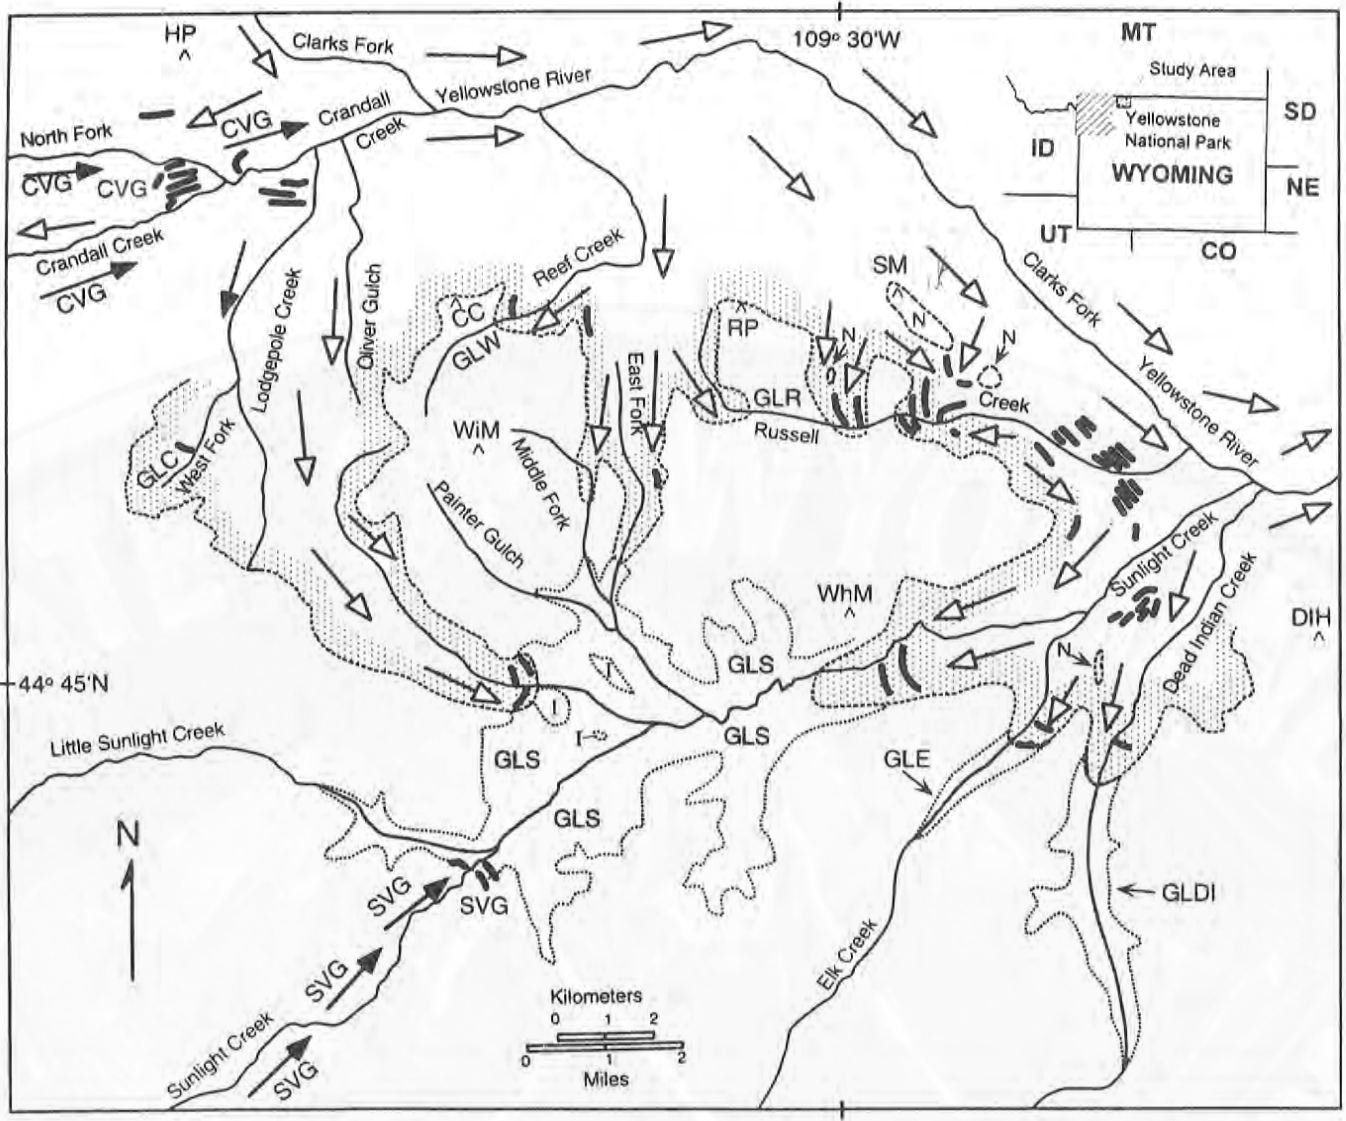 HP
^
Clarks Fork
109° 30'W
MT
Study Area
SD
Yellowstone River
Yellowstone
National Park
ID
WYOMING
NE
UT
CO
North Fork
CVG
Crandall
Creek
CVG
CVG
Crandall Creek
CVG
Lodgepole Creek
Oliver Gulch
Reef Creek
CC
GLW
SM
N
N
N
RP
Clarks Fork
Yellowstone River
East Fork
GLR
Russell
Creek
WiM
Middle Fork
Painter Gulch
GLC
West Fork
Sunlight Creek
Dead Indian Creek
WhM
DIH
N
44° 45'N
GLS
I
I
I
GLS
GLS
GLS
Little Sunlight Creek
GLE
N
SVG
SVG
SVG
SVG
Sunlight Creek
GLDI
Elk Creek
Kilometers
0 1 2
0 1 2
Miles